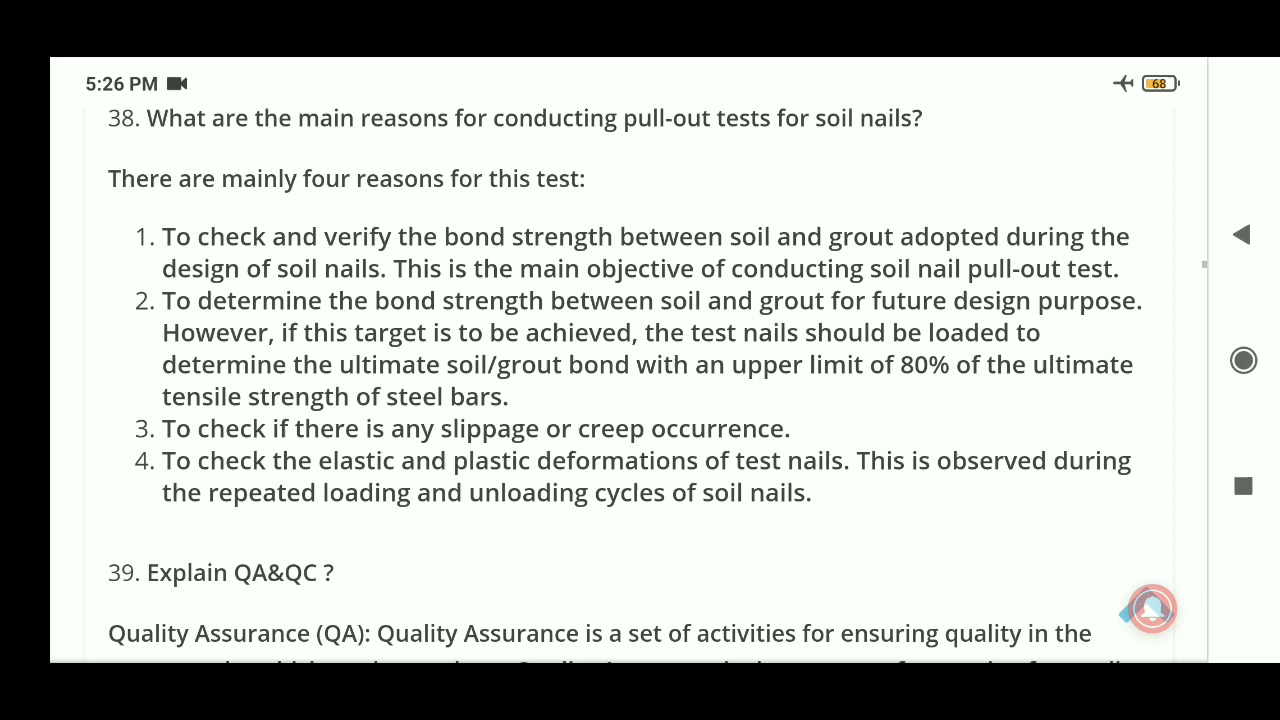 5:26 PM
68
38. What are the main reasons for conducting pull-out tests for soil nails?
There are mainly four reasons for this test:
1. To check and verify the bond strength between soil and grout adopted during the
design of soil nails. This is the main objective of conducting soil nail pull-out test.
2. To determine the bond strength between soil and grout for future design purpose.
However, if this target is to be achieved, the test nails should be loaded to
determine the ultimate soil/grout bond with an upper limit of 80% of the ultimate
tensile strength of steel bars.
3. To check if there is any slippage or creep occurrence.
4. To check the elastic and plastic deformations of test nails. This is observed during
the repeated loading and unloading cycles of soil nails.
39. Explain QA&QC ?
Quality Assurance (QA): Quality Assurance is a set of activities for ensuring quality in the